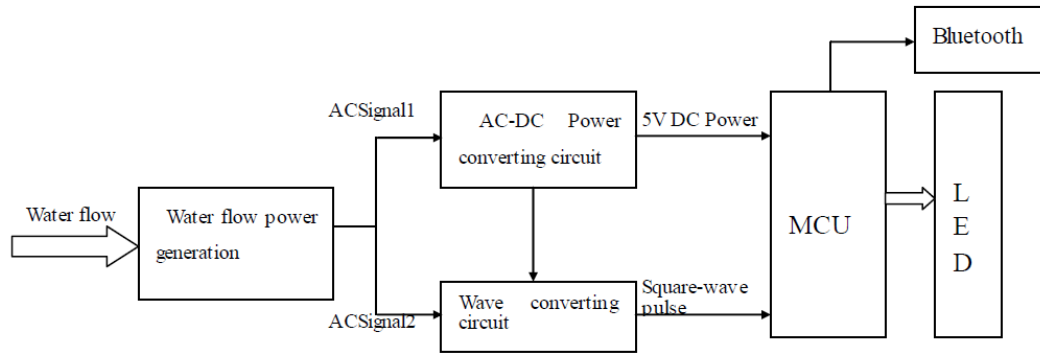 Bluetooth
ACSignal1
AC-DC Power
converting circuit
5V DC Power
Water flow
Water flow power
generation
MCU
L
E
D
ACSignal2
Wave converting
circuit
Square-wave
pulse